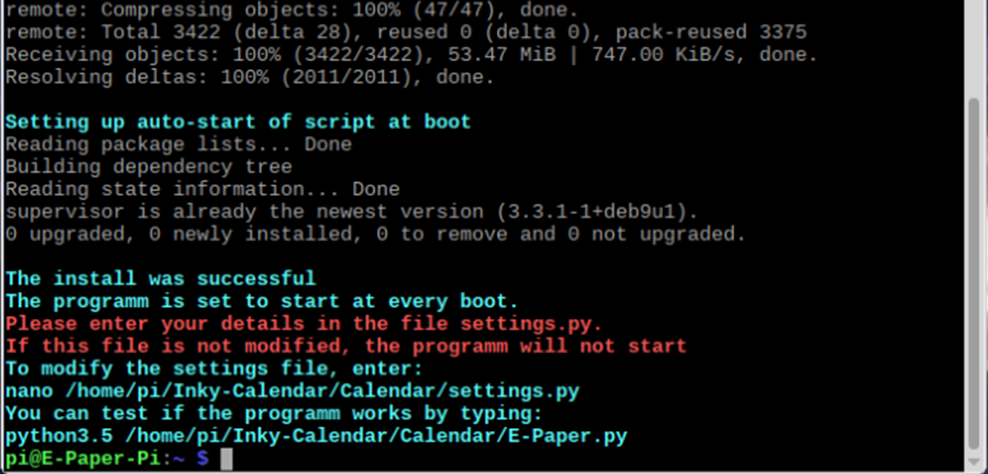 remote: Compressing objects: 100% (47/47), done.
remote: Total 3422 (delta 28), reused 0 (delta 0), pack-reused 3375
Receiving objects: 100% (3422/3422), 53.47 MiB | 747.00 KiB/s, done.
Resolving deltas: 100% (2011/2011), done.
Setting up auto-start of script at boot
Reading package lists... Done
Building dependency tree
Reading state information... Done
supervisor is already the newest version (3.3.1-1+deb9u1).
0 upgraded, 0 newly installed, 0 to remove and 0 not upgraded.
The install was successful
The programm is set to start at every boot.
Please enter your details in the file settings.py.
If this file is not modified, the programm will not start
To modify the settings file, enter:
nano /home/pi/Inky-Calendar/Calendar/settings.py
You can test if the programm works by typing:
python3.5 /home/pi/Inky-Calendar/Calendar/E-Paper.py
pi@E-Paper-Pi:~ $